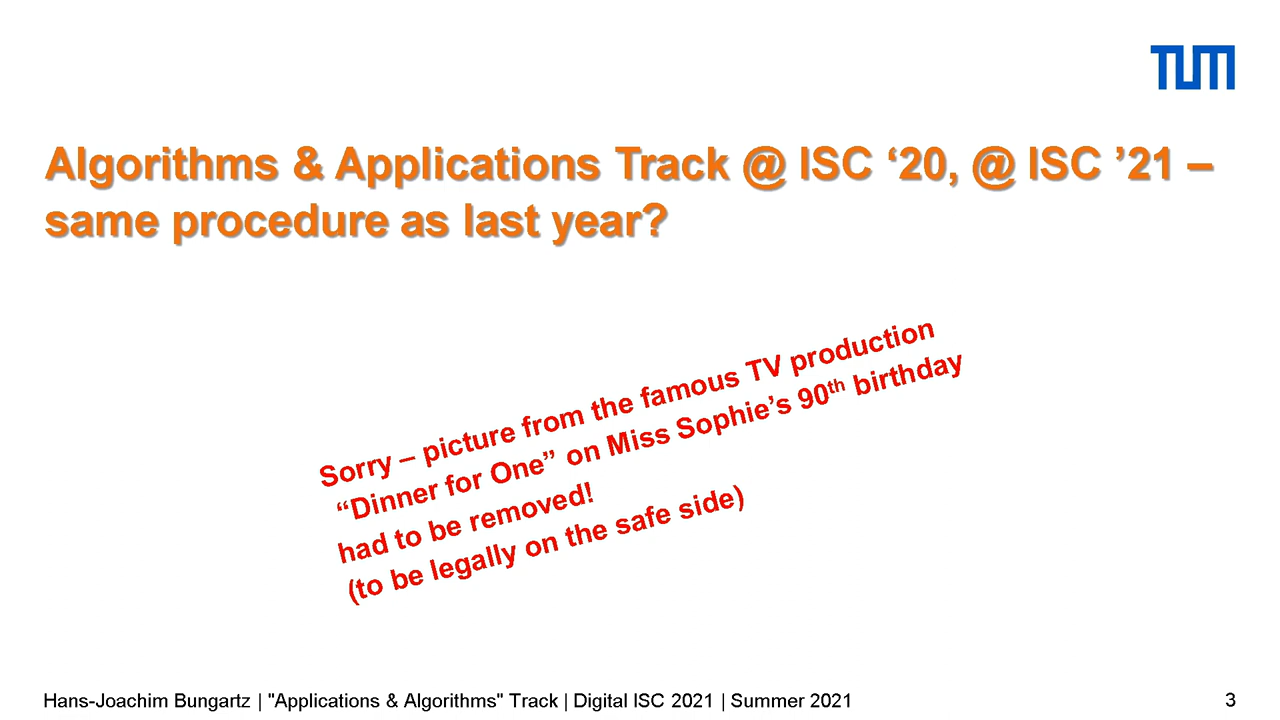 TUM
Algorithms & Applications Track @ ISC ‘20, @ ISC ’21 –
same procedure as last year?
Sorry – picture from the famous TV production
“Dinner for One” on Miss Sophie’s 90th birthday
had to be removed!
(to be legally on the safe side)
Hans-Joachim Bungartz | "Applications & Algorithms" Track | Digital ISC 2021 | Summer 2021
3